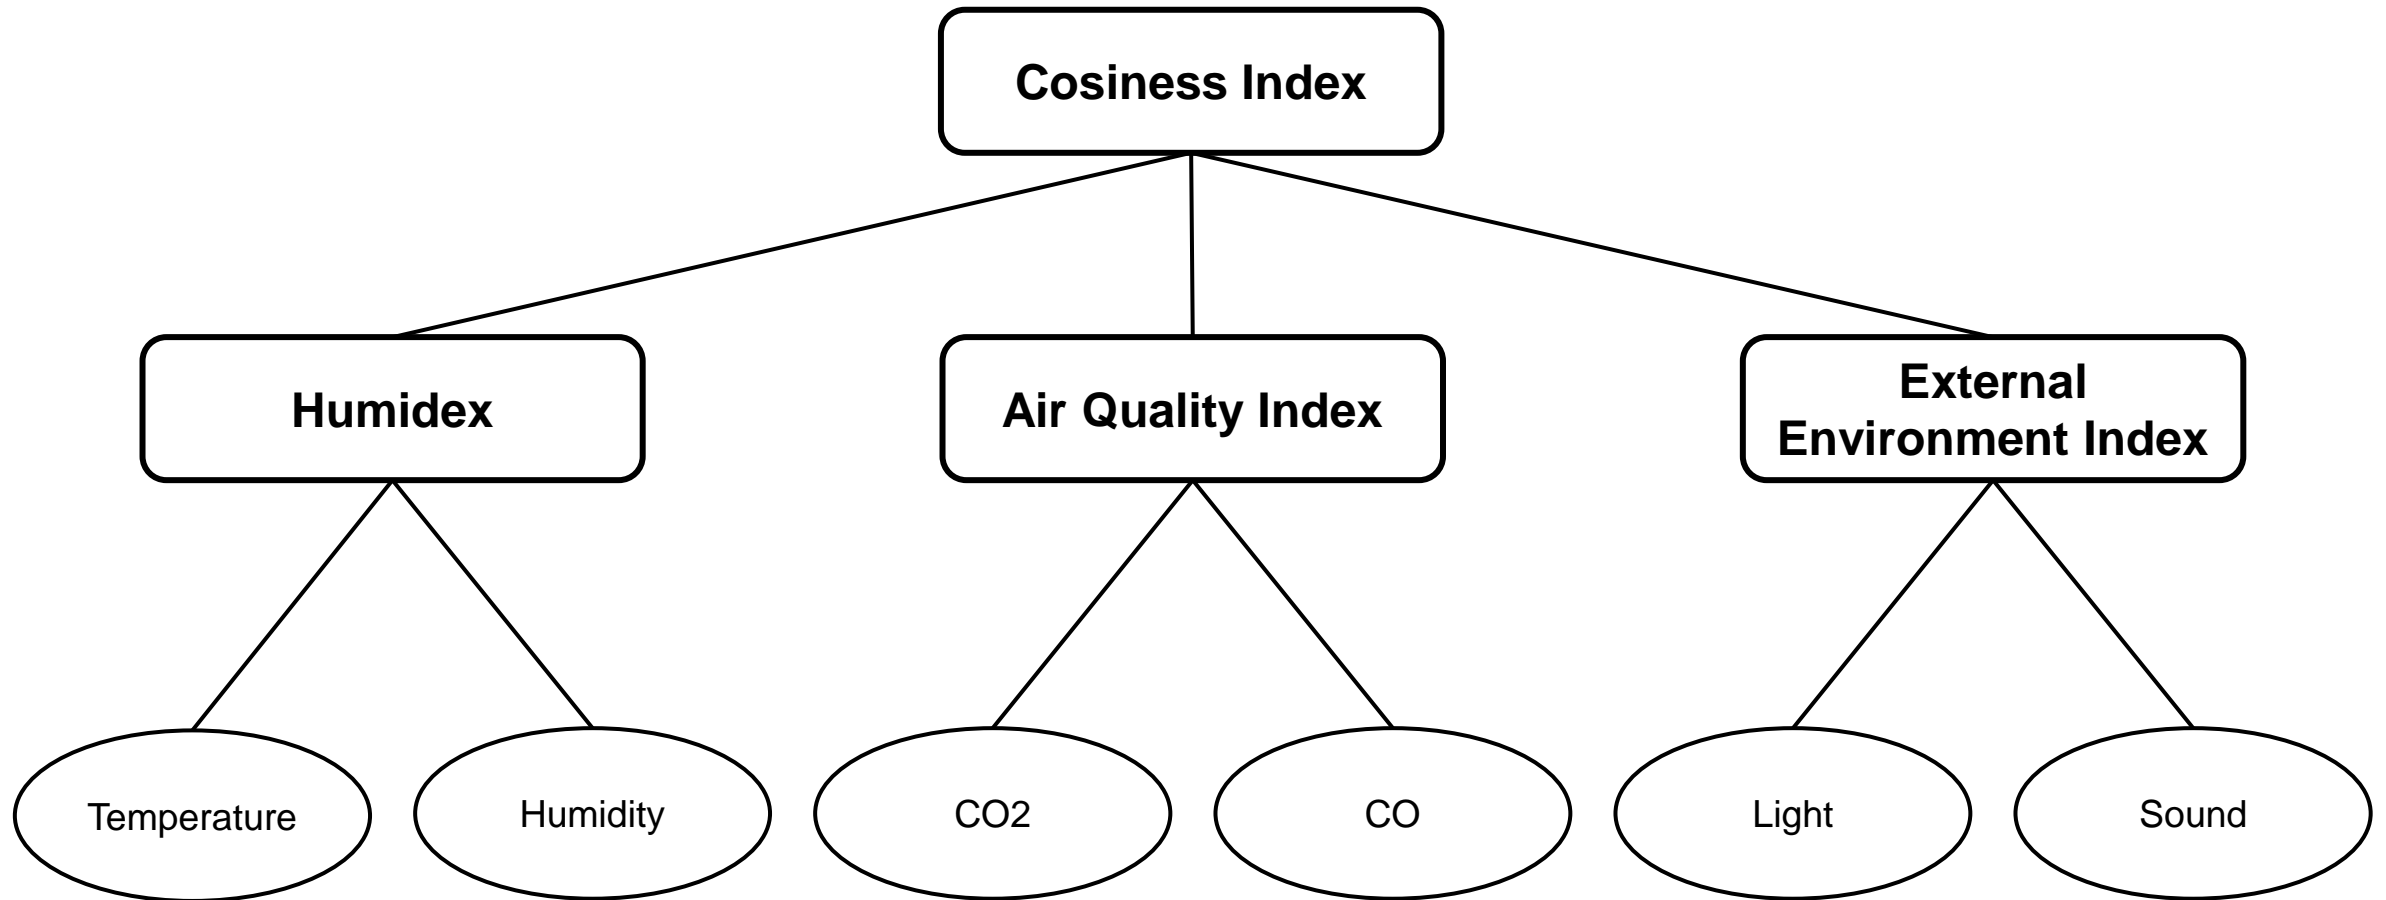 Cosiness Index
Humidex
Air Quality Index
External
Environment Index
Temperature
Humidity
CO2
CO
Light
Sound